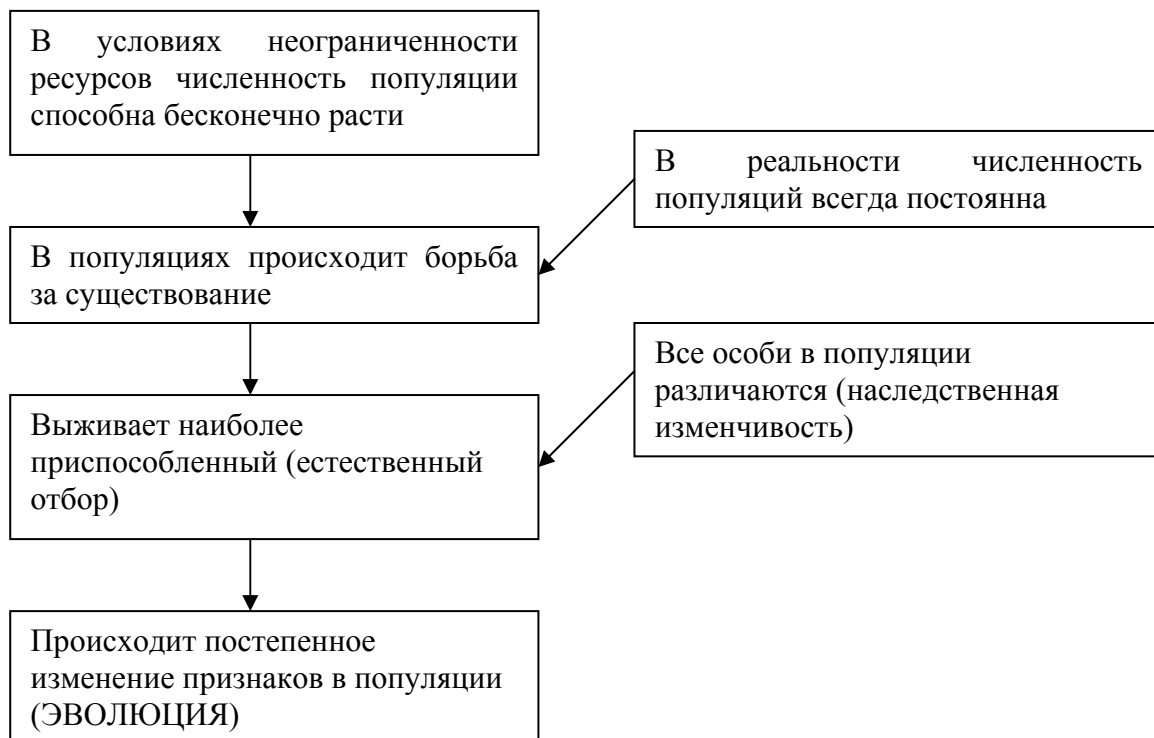 В условиях неограниченности
ресурсов численность популяции
способна бесконечно расти
В реальности численность
популяций всегда постоянна
В популяциях происходит борьба
за существование
Все особи в популяции
различаются (наследственная
изменчивость)
Выживает наиболее
приспособленный (естественный
отбор)
Происходит постепенное
изменение признаков в популяции
(ЭВОЛЮЦИЯ)